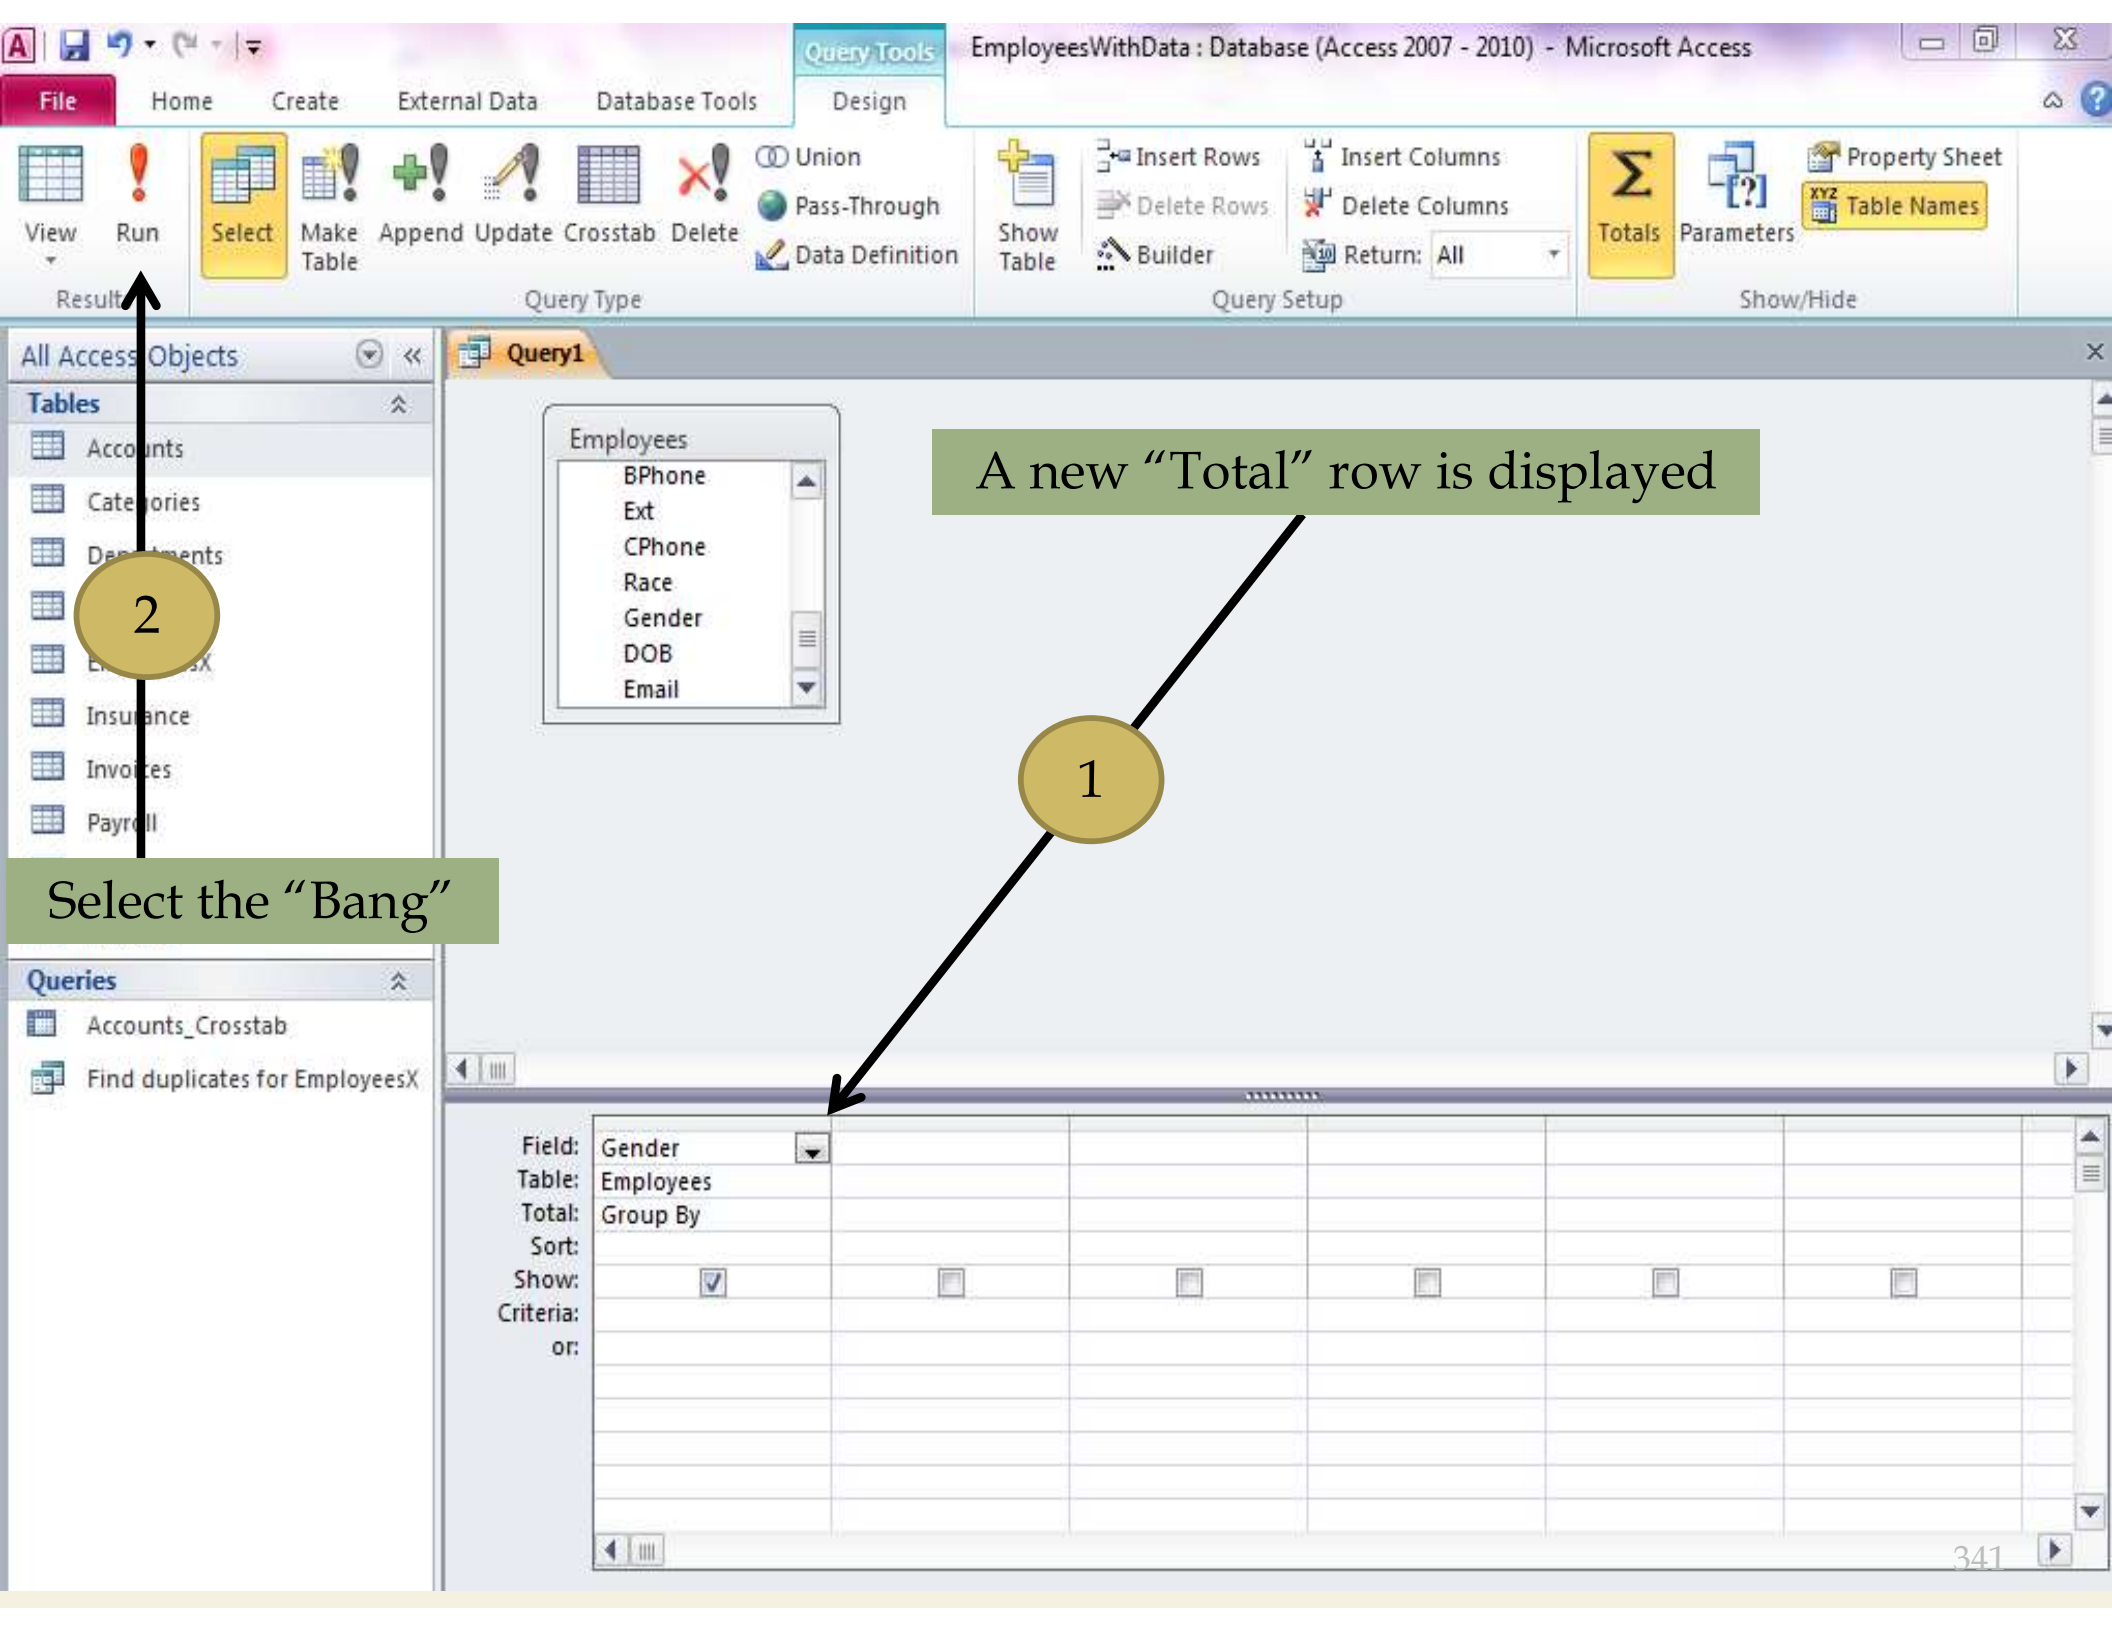 A
Query Tools
EmployeesWithData : Database (Access 2007 - 2010) - Microsoft Access
File Home Create External Data Database Tools Design
View
Run
Select
Make
Table
Append
Update
Crosstab
Delete
Union
Pass-Through
Data Definition
Show
Table
Insert Rows
Delete Rows
Builder
Insert Columns
Delete Columns
Return: All
Totals
Parameters
Property Sheet
XYZ Table Names
Result
Query Type
Query Setup
Show/Hide
All Access Objects
Query1
Tables
Accounts
Categories
2
Insurance
Invoices
Payroll
Select the “Bang”
Queries
Accounts_Crosstab
Find duplicates for EmployeesX
Employees
BPhone
Ext
CPhone
Race
Gender
DOB
Email
A new “Total” row is displayed
1
Field: Gender
Table: Employees
Total: Group By
Sort:
Show:
Criteria:
or:
341